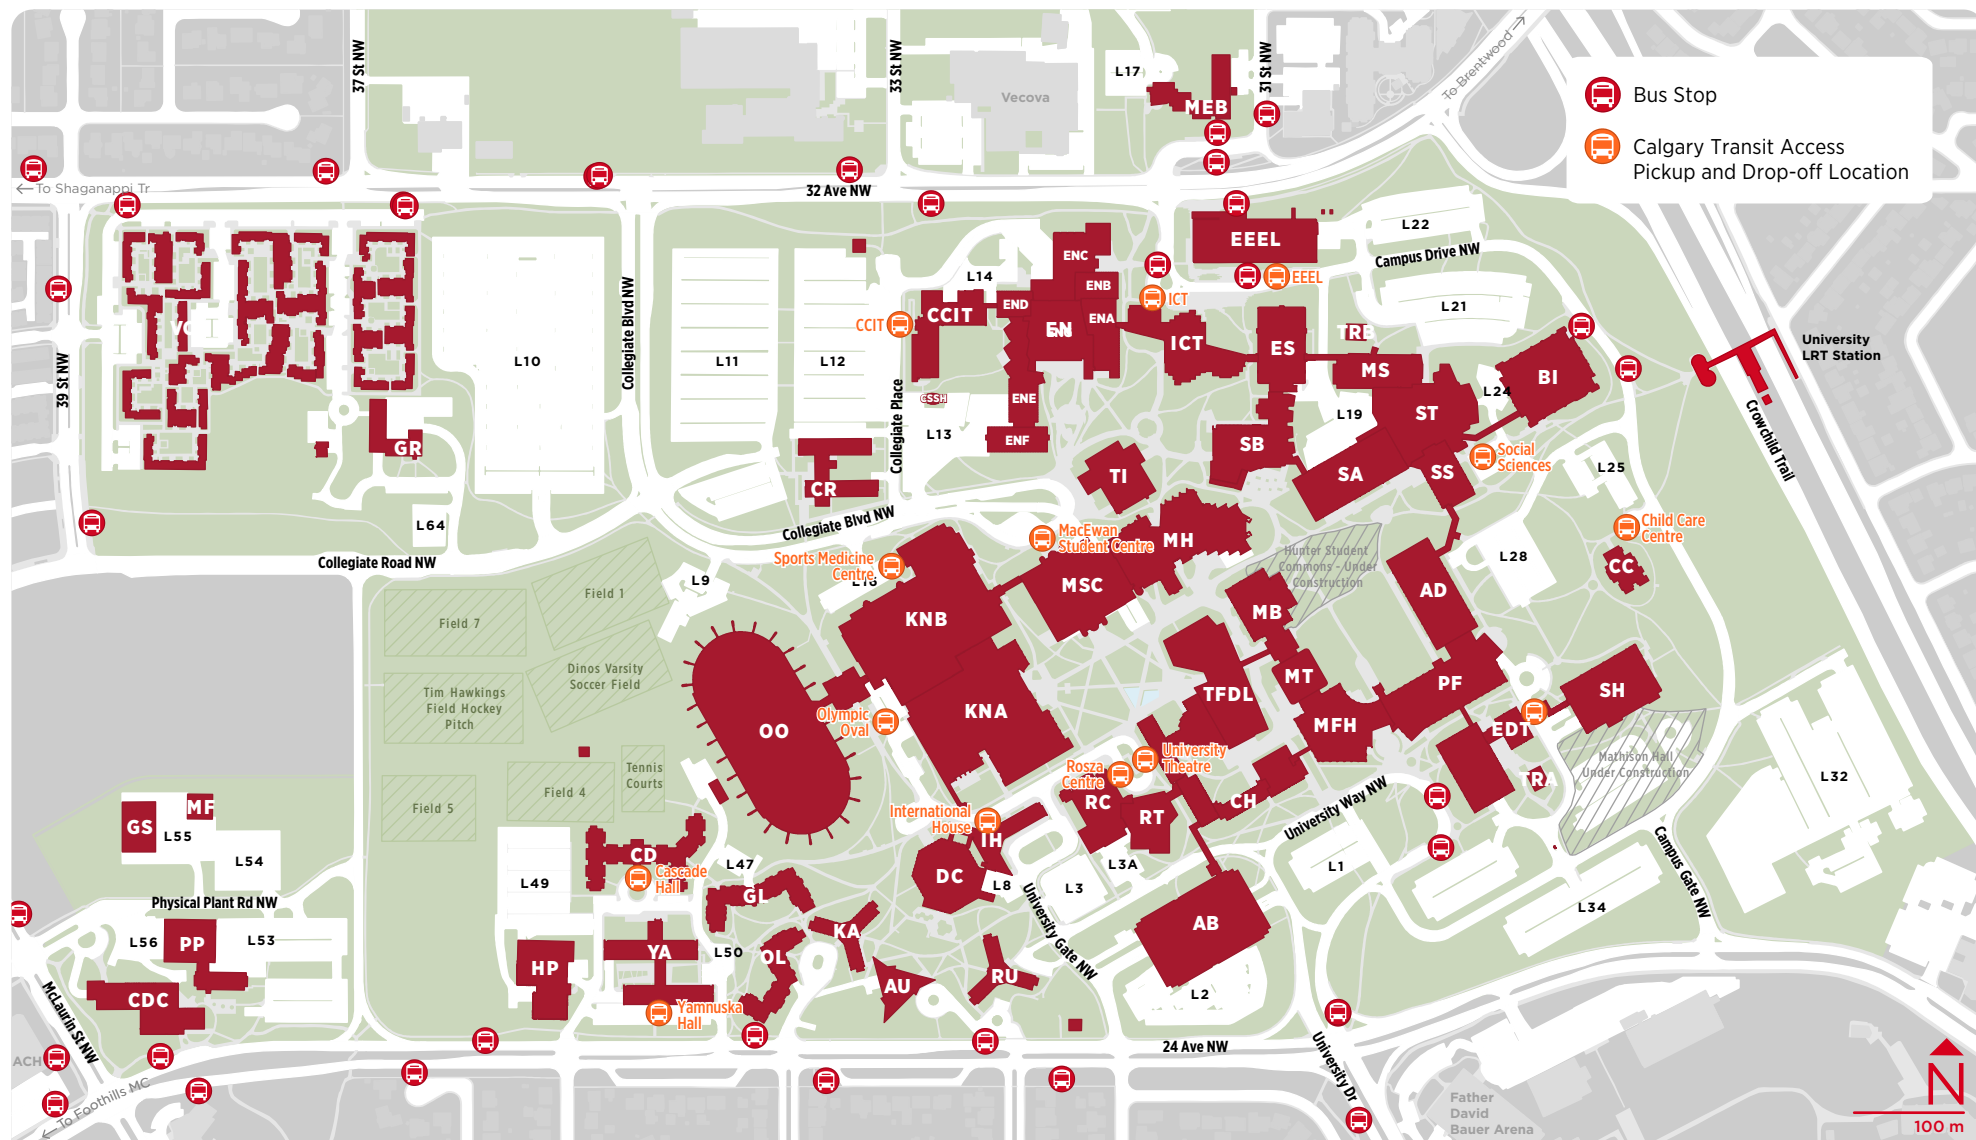 37 St NW
33 St NW
31 St NW
To Brentwood
L17
Vecova
MEB
Bus Stop
Calgary Transit Access
Pickup and Drop-off Location
To Shaganappi Tr
32 Ave NW
L22
EEEL
Campus Drive NW
ENC
L14
EEEL
ENB
ICT
L21
END
CCIT
CCIT
ENA
EN
TRB
ICT
ES
University
LRT Station
L10
L11
L12
Collegiate Blvd NW
39 St NW
MS
BI
L24
ENE
CSSH
Collegiate Place
L19
ST
Crowchild Trail
L13
ENF
SB
GR
Social
Sciences
L25
TI
SA
SS
CR
L64
Collegiate Blvd NW
Child Care
Centre
MacEwan
Student Centre
MH
Hunter Student
Commons - Under
Construction
L28
Collegiate Road NW
Sports Medicine
Centre
L9
CC
MSC
AD
Field 1
MB
Field 7
KNB
Dinos Varsity
Soccer Field
MT
PF
SH
Tim Hawkings
Field Hockey
Pitch
TFDL
Olympic
Oval
KNA
MFH
OO
EDT
University
Theatre
Mathison Hall
Under Construction
Rosza
Centre
Tennis
Courts
TRA
L32
Field 4
Field 5
MF
RC
CH
University Way NW
International
House
RT
GS
L55
IH
L54
CD
Cascade
Hall
L47
L3A
L1
Campus Gate NW
DC
L8
L3
L49
GL
Physical Plant Rd NW
University Gate NW
L34
AB
KA
L56
PP
L53
YA
L50
OL
HP
RU
AU
L2
CDC
McLaurin St NW
Yamnuska
Hall
24 Ave NW
University Dr
ACH
To Foothills MC
Father
David
Bauer Arena
N
100 m